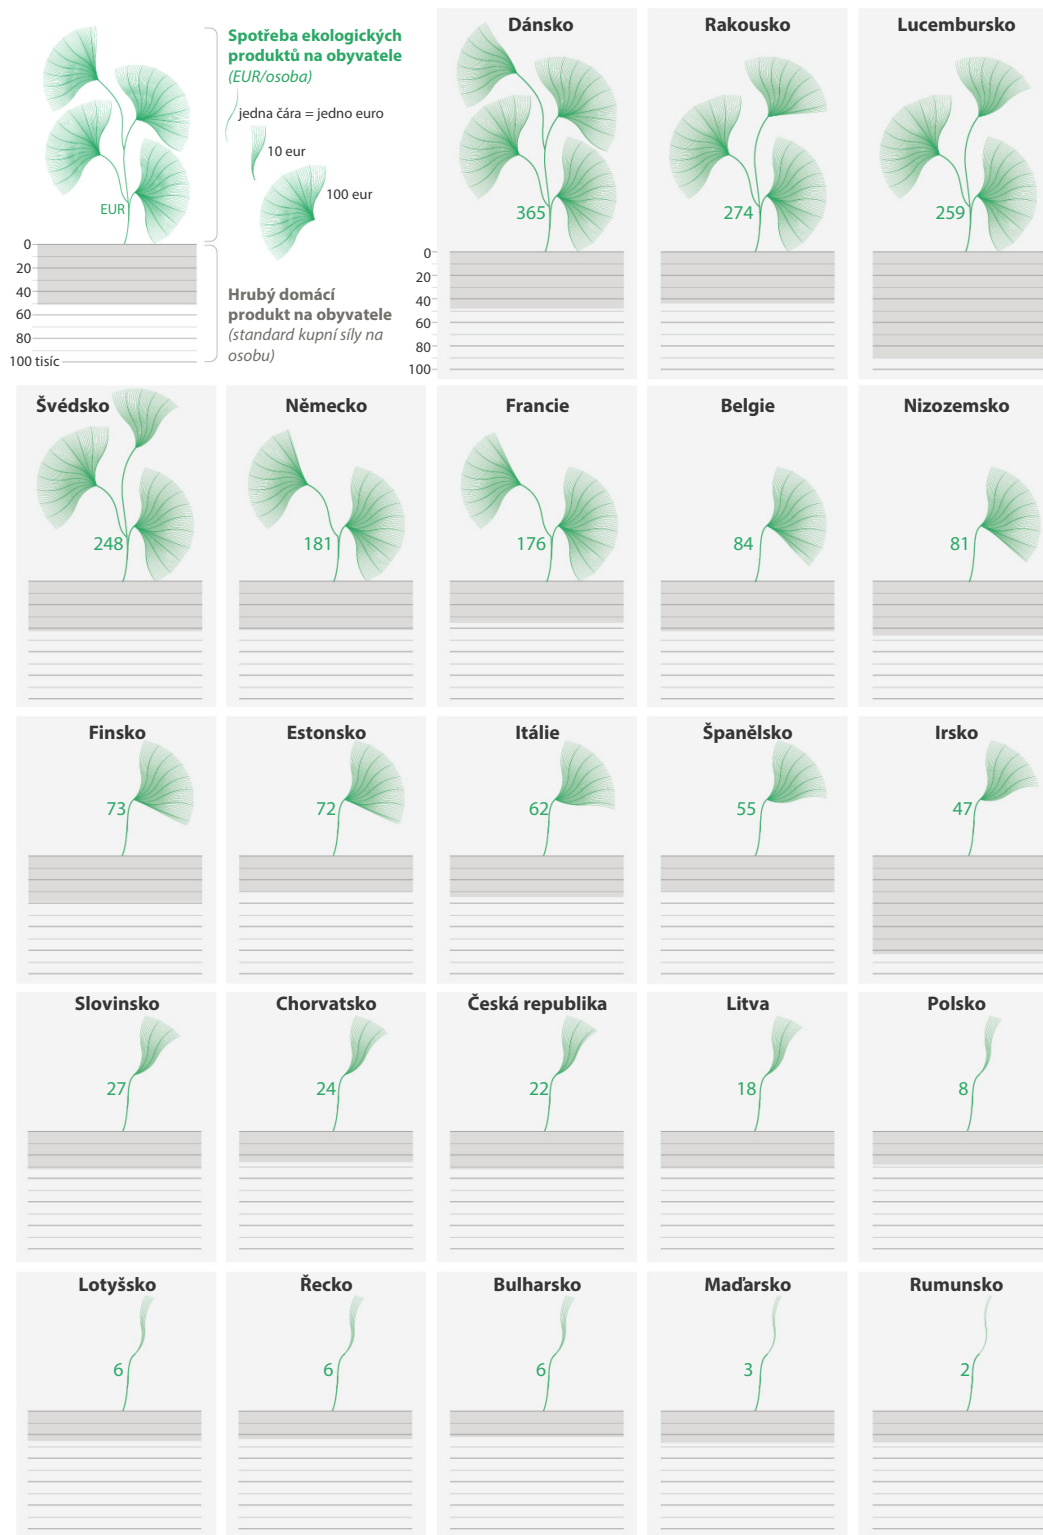 Spotřeba ekologických
produktů na obyvatele
(EUR/osoba)
jedna čára = jedno euro
10 eur
100 eur
EUR
0
20
40
60
80
100 tisíc
Hrubý domácí
produkt na obyvatele
(standard kupní síly na
osobu)
Dánsko
365
0
20
40
60
80
100
Rakousko
274
Lucembursko
259
Švédsko
248
Německo
181
Francie
176
Belgie
84
Nizozemsko
81
Finsko
73
Estonsko
72
Itálie
62
Španělsko
55
Irsko
47
Slovinsko
27
Chorvatsko
24
Česká republika
22
Litva
18
Polsko
8
Lotyšsko
6
Řecko
6
Bulharsko
6
Maďarsko
3
Rumunsko
2